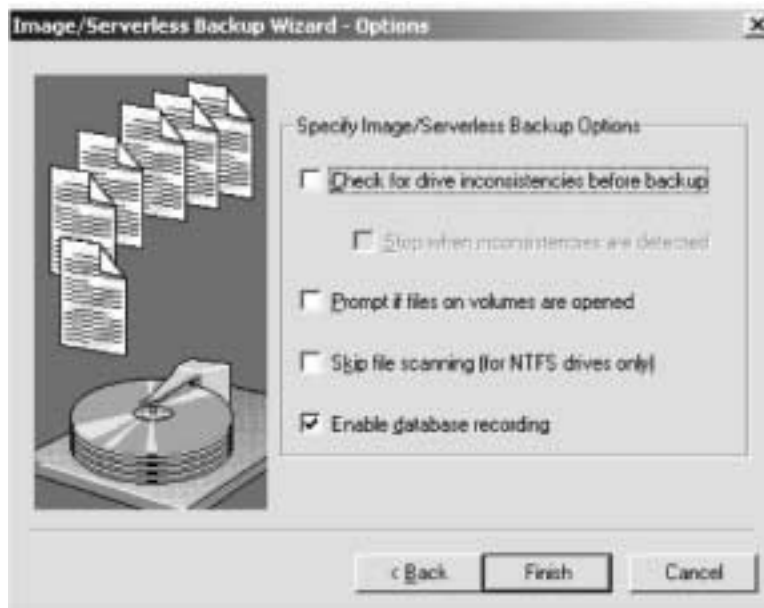 Image/Serverless Backup Wizard - Options
Specify Image/Serverless Backup Options
Check for drive inconsistencies before backup
Stop when inconsistencies are detected
Prompt if files on volumes are opened
Skip file scanning (for NTFS drives only)
Enable database recording
< Back
Finish
Cancel